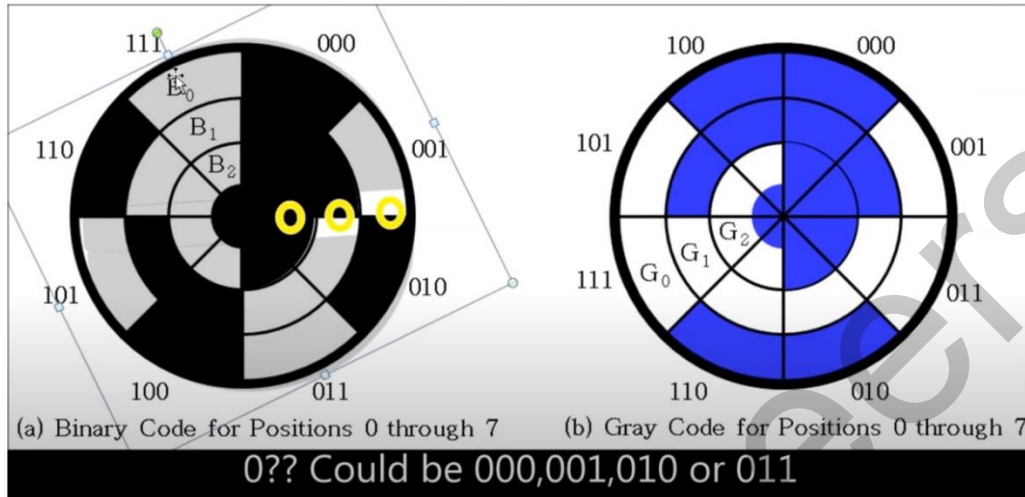 111
000
100
000
B0
B1
B2
110
001
101
001
G2
G1
G0
101
010
111
011
100
011
110
010
(a) Binary Code for Positions 0 through 7
(b) Gray Code for Positions 0 through 7
0?? Could be 000,001,010 or 011
eers